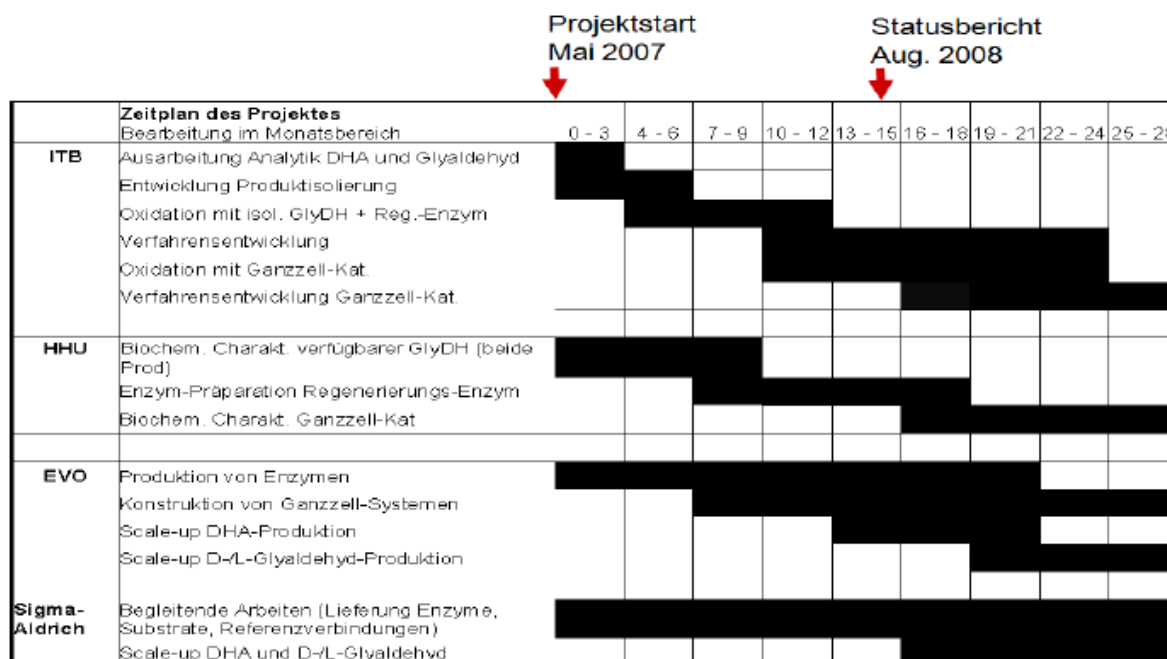 Projektstart
Mai 2007
Statusbericht
Aug. 2008
Zeitplan des Projektes
Bearbeitung im Monatsbereich 0 - 3 4 - 6 7 - 9 10 - 12 13 - 15 16 - 18 19 - 21 22 - 24 25 - 28
ITB Ausarbeitung Analytik DHA und Glyaldehyd
Entwicklung Produktisolierung
Oxidation mit isol. GlyDH + Reg.-Enzym
Verfahrensentwicklung
Oxidation mit Ganzzell-Kat.
Verfahrensentwicklung Ganzzell-Kat.
HHU Biochem. Charakt. verfügbarer GlyDH (beide
Prod)
Enzym-Präparation Regenerierungs-Enzym
Biochem. Charakt. Ganzzell-Kat
EVO Produktion von Enzymen
Konstruktion von Ganzzell-Systemen
Scale-up DHA-Produktion
Scale-up D-/L-Glyaldehyd-Produktion
Sigma- Begleitende Arbeiten (Lieferung Enzyme,
Aldrich Substrate, Referenzverbindungen)
Scale-up DHA und D-/L-Glyaldehyd